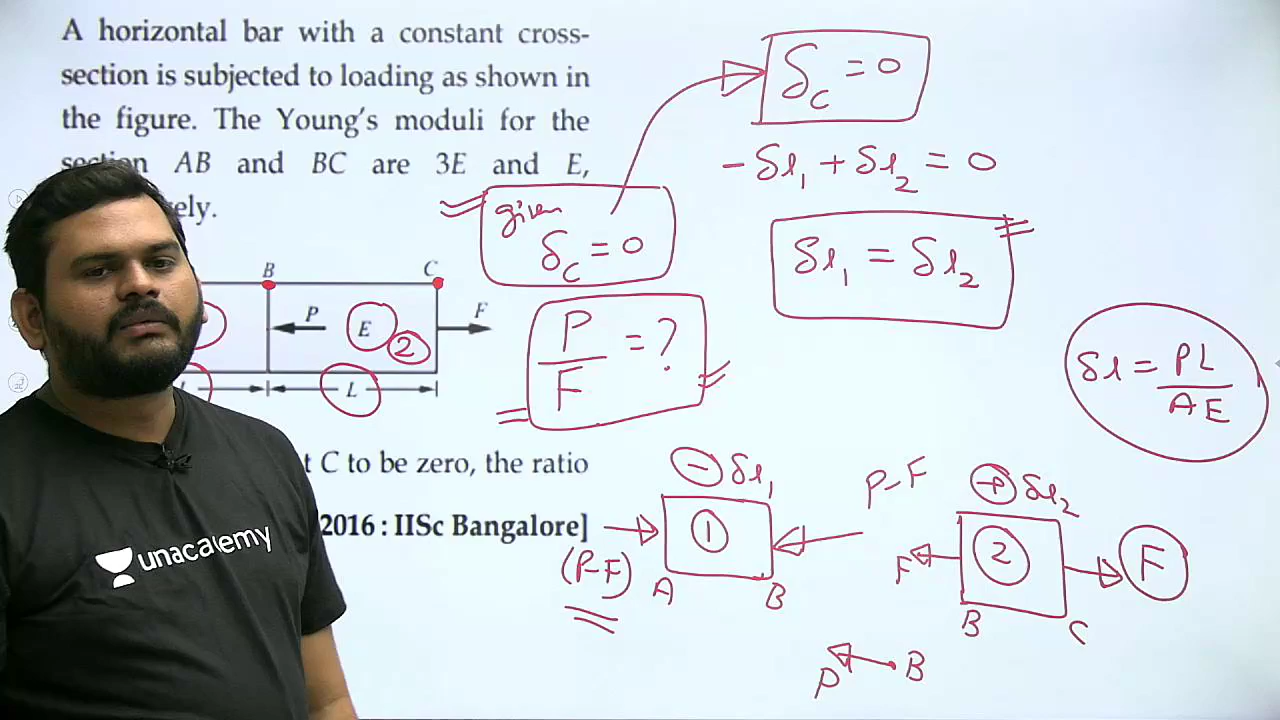 A horizontal bar with a constant cross-
section is subjected to loading as shown in
the figure. The Young's moduli for the
section AB and BC are 3E and E,
B
C
P
E
F
2
L
C to be zero, the ratio
2016 : IISc Bangalore]
given
δC = 0
P/F = ?
δC = 0
- δl1 + δl2 = 0
δl1 = δl2
δl = PL/AE
- δl1
1
(P-F)
A
B
P-F
+ δl2
2
F
F
B
C
P
B
unacademy